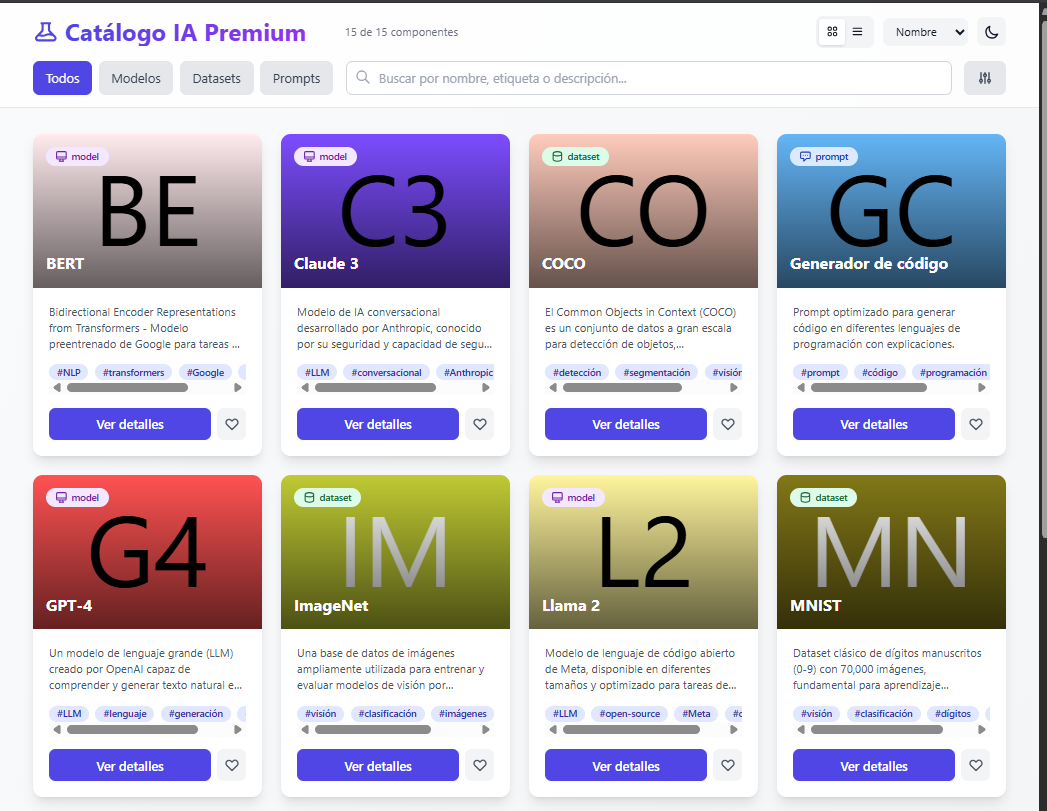 Catálogo IA Premium
15 de 15 componentes
Nombre
Todos
Modelos
Datasets
Prompts
Buscar por nombre, etiqueta o descripción...
model
BE
BERT
Bidirectional Encoder Representations
from Transformers - Modelo
preentrenado de Google para tareas ...
#NLP
#transformers
#Google
Ver detalles
model
C3
Claude 3
Modelo de IA conversacional
desarrollado por Anthropic, conocido
por su seguridad y capacidad de segu...
#LLM
#conversacional
#Anthropic
Ver detalles
dataset
CO
COCO
El Common Objects in Context (COCO)
es un conjunto de datos a gran escala
para detección de objetos,...
#detección
#segmentación
#visión
Ver detalles
prompt
GC
Generador de código
Prompt optimizado para generar
código en diferentes lenguajes de
programación con explicaciones.
#prompt
#código
#programación
Ver detalles
model
G4
GPT-4
Un modelo de lenguaje grande (LLM)
creado por OpenAI capaz de
comprender y generar texto natural e...
#LLM
#lenguaje
#generación
Ver detalles
dataset
IM
ImageNet
Una base de datos de imágenes
ampliamente utilizada para entrenar y
evaluar modelos de visión por...
#visión
#clasificación
#imágenes
Ver detalles
model
L2
Llama 2
Modelo de lenguaje de código abierto
de Meta, disponible en diferentes
tamaños y optimizado para tareas de...
#LLM
#open-source
#Meta
Ver detalles
dataset
MN
MNIST
Dataset clásico de dígitos manuscritos
(0-9) con 70,000 imágenes,
fundamental para aprendizaje...
#visión
#clasificación
#dígitos
Ver detalles